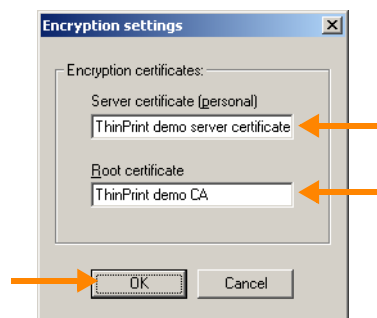 Encryption settings
Encryption certificates:
Server certificate (personal)
ThinPrint demo server certificate
Root certificate
ThinPrint demo CA
OK Cancel